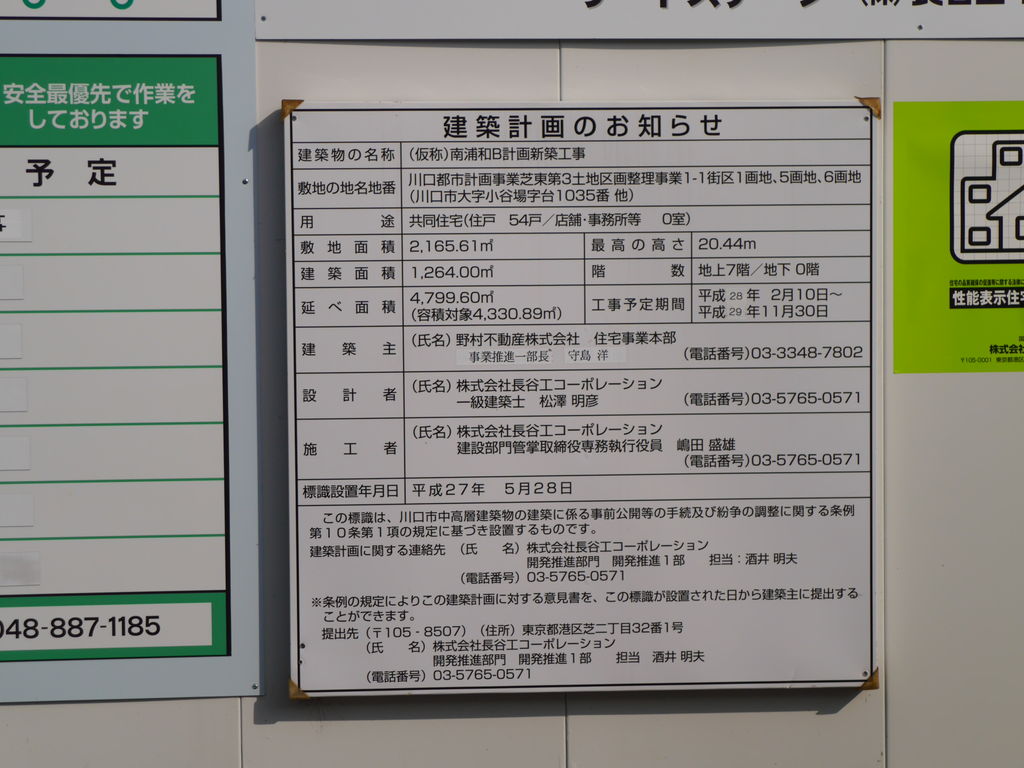 安全最優先で作業を
しております
予 定
048-887-1185
建築計画のお知らせ
建築物の名称 (仮称)南浦和B計画新築工事
敷地の地名地番 川口都市計画事業芝東第3土地区画整理事業1-1街区1画地、5画地、6画地
(川口市大字小谷場字台1035番 他)
用 途 共同住宅(住戸 54戸/店舗・事務所等 0室)
敷地面積 2,165.61㎡ 最高の高さ 20.44m
建築面積 1,264.00㎡ 階 数 地上7階/地下 0階
延べ面積 4,799.60㎡ (容積対象4,330.89㎡) 工事予定期間 平成 28 年 2月10日～
平成 29 年11月30日
建 築 主 (氏名) 野村不動産株式会社 住宅事業本部
事業推進一部長 守島 洋 (電話番号)03-3348-7802
設 計 者 (氏名) 株式会社長谷工コーポレーション
一級建築士 松澤 明彦 (電話番号)03-5765-0571
施 工 者 (氏名) 株式会社長谷工コーポレーション
建設部門管掌取締役専務執行役員 嶋田 盛雄
(電話番号)03-5765-0571
標識設置年月日 平成27年 5月28日
この標識は、川口市中高層建築物の建築に係る事前公開等の手続及び紛争の調整に関する条例
第10条第1項の規定に基づき設置するものです。
建築計画に関する連絡先 (氏 名) 株式会社長谷工コーポレーション
開発推進部門 開発推進1部 担当:酒井 明夫
(電話番号) 03-5765-0571
※条例の規定によりこの建築計画に対する意見書を、この標識が設置された日から建築主に提出する
ことができます。
提出先 (〒105-8507) (住所) 東京都港区芝二丁目32番1号
(氏 名) 株式会社長谷工コーポレーション
開発推進部門 開発推進1部 担当 酒井 明夫
(電話番号) 03-5765-0571
性能表示住宅
株式会社
〒105-0001 東京都港区